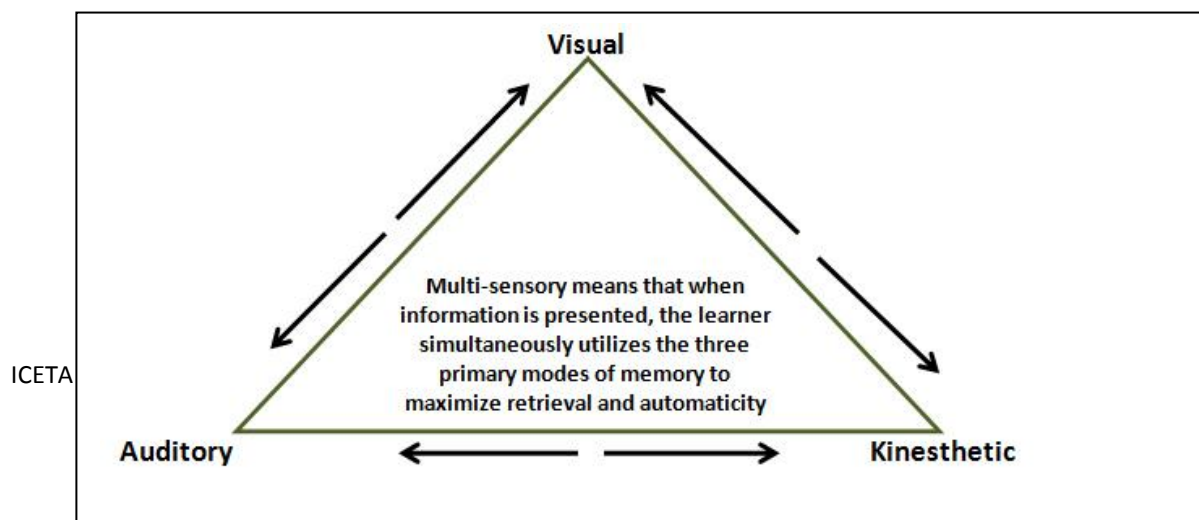 Visual
Multi-sensory means that when
information is presented, the learner
simultaneously utilizes the three
primary modes of memory to
maximize retrieval and automaticity
ICETA
Auditory
Kinesthetic